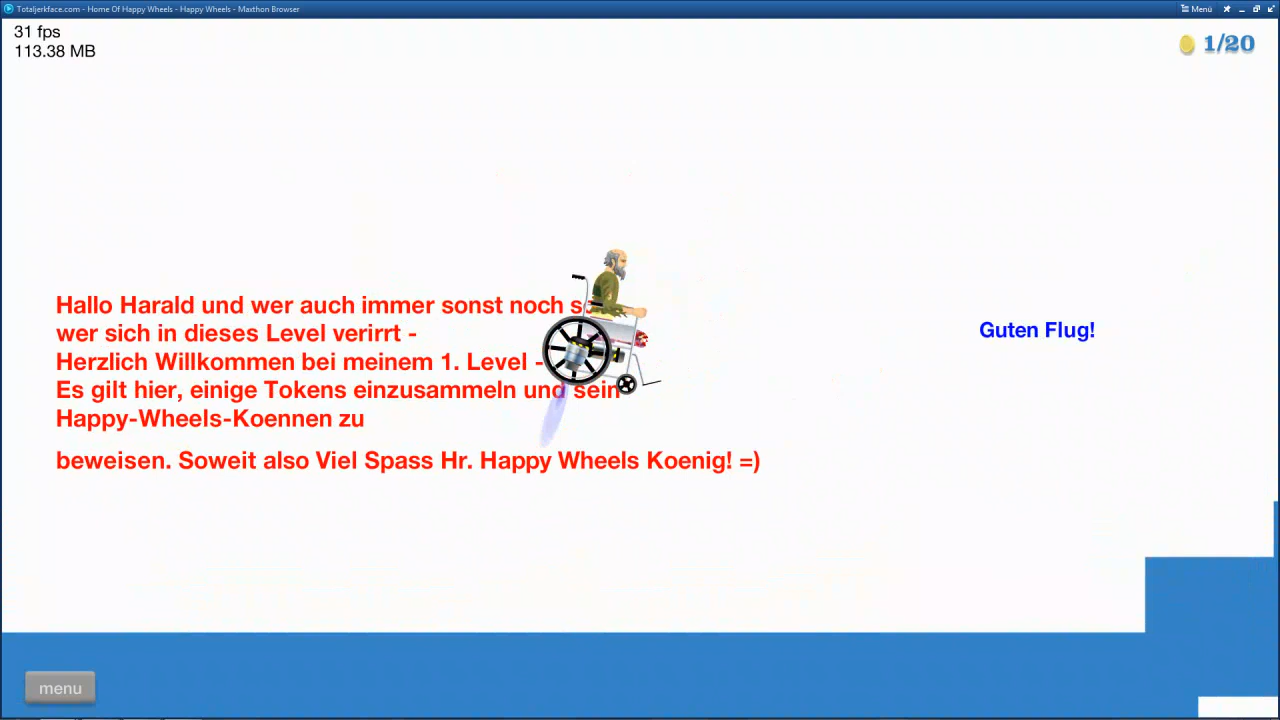 Totaljerkface.com - Home Of Happy Wheels - Happy Wheels - Maxthon Browser
Menü
31 fps
113.38 MB
1/20
Hallo Harald und wer auch immer sonst noch
wer sich in dieses Level verirrt -
Herzlich Willkommen bei meinem 1. Level -
Es gilt hier, einige Tokens einzusammeln und sein
Happy-Wheels-Koennen zu
beweisen. Soweit also Viel Spass Hr. Happy Wheels Koenig! =)
Guten Flug!
menu